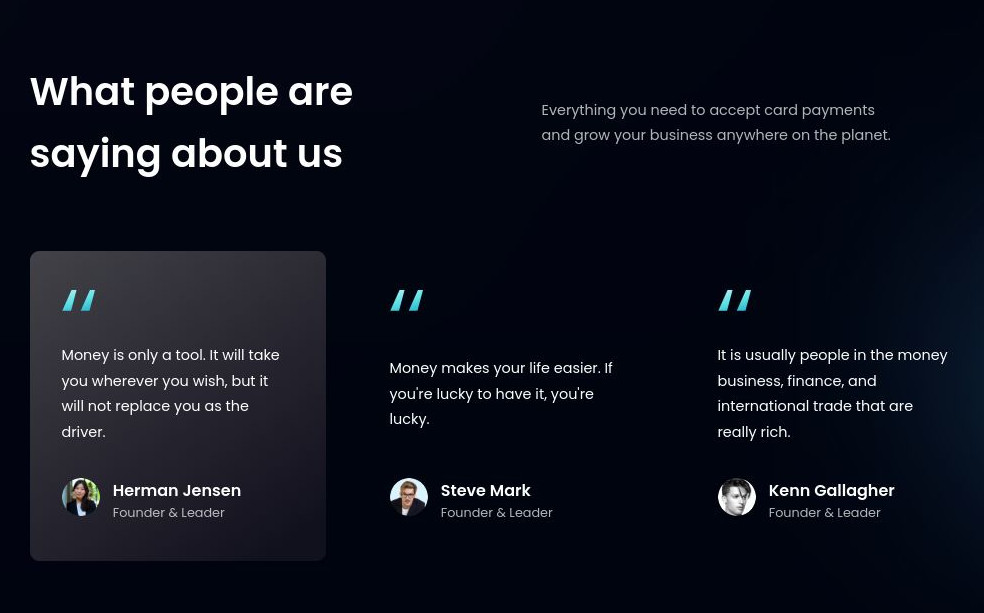 What people are
saying about us
Everything you need to accept card payments
and grow your business anywhere on the planet.
Money is only a tool. It will take
you wherever you wish, but it
will not replace you as the
driver.
Herman Jensen
Founder & Leader
Money makes your life easier. If
you're lucky to have it, you're
lucky.
Steve Mark
Founder & Leader
It is usually people in the money
business, finance, and
international trade that are
really rich.
Kenn Gallagher
Founder & Leader